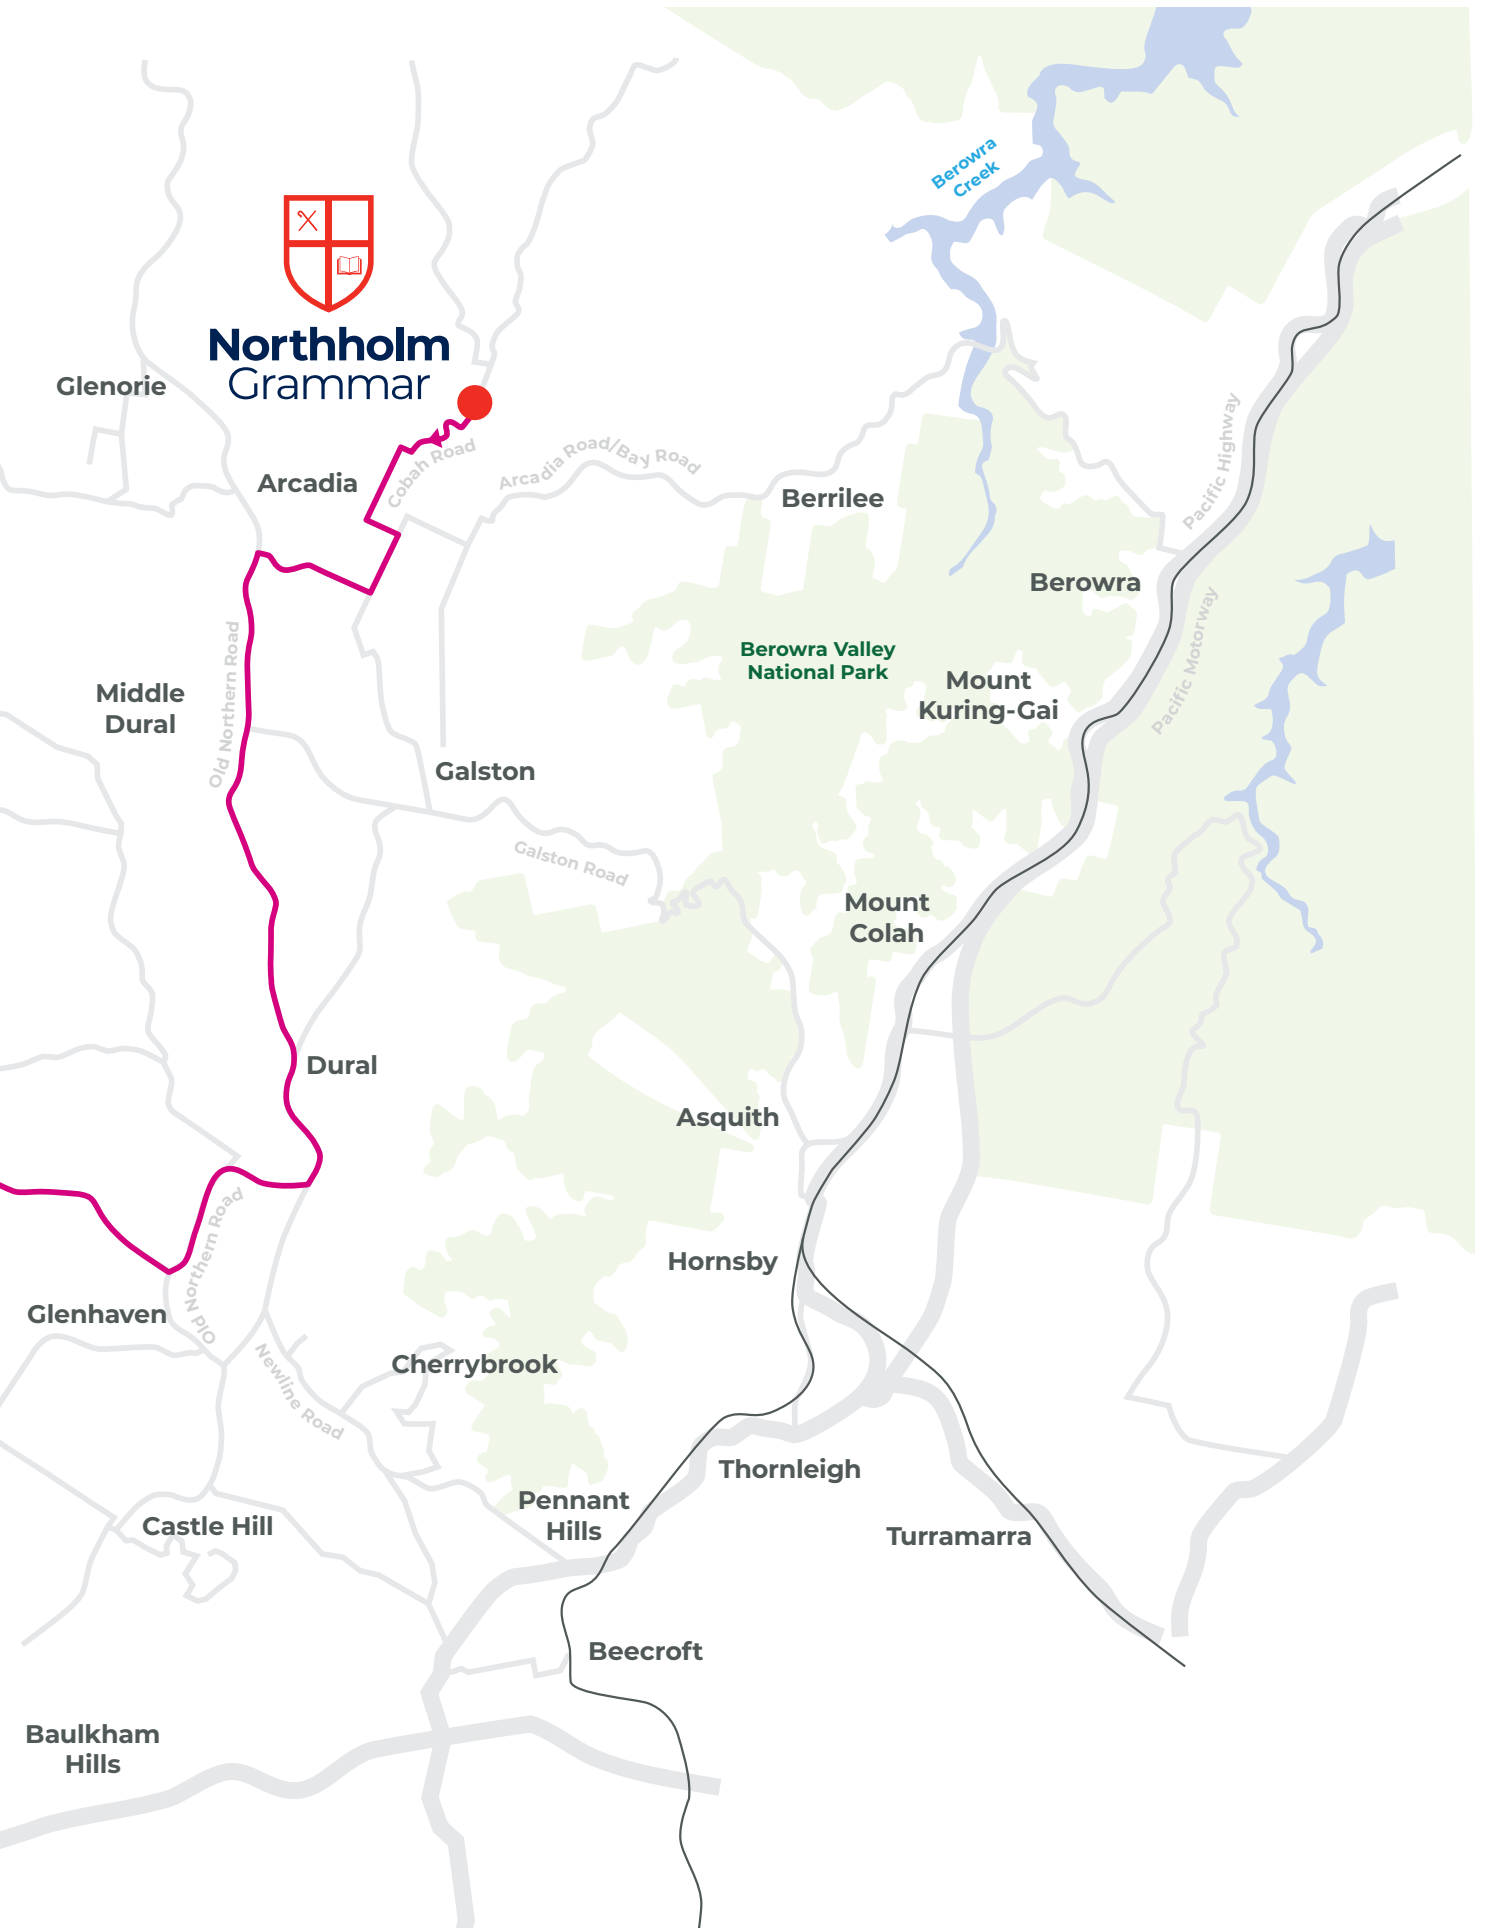 Berowra
Creek
Northholm
Grammar
Glenorie
Cobah Road
Arcadia Road/Bay Road
Pacific Highway
Arcadia
Berrilee
Berowra
Old Northern Road
Berowra Valley
National Park
Pacific Motorway
Middle
Dural
Mount
Kuring-Gai
Galston
Galston Road
Mount
Colah
Dural
Asquith
Old Northern Road
Hornsby
Glenhaven
Newline Road
Cherrybrook
Thornleigh
Pennant
Hills
Castle Hill
Turramarra
Beecroft
Baulkham
Hills